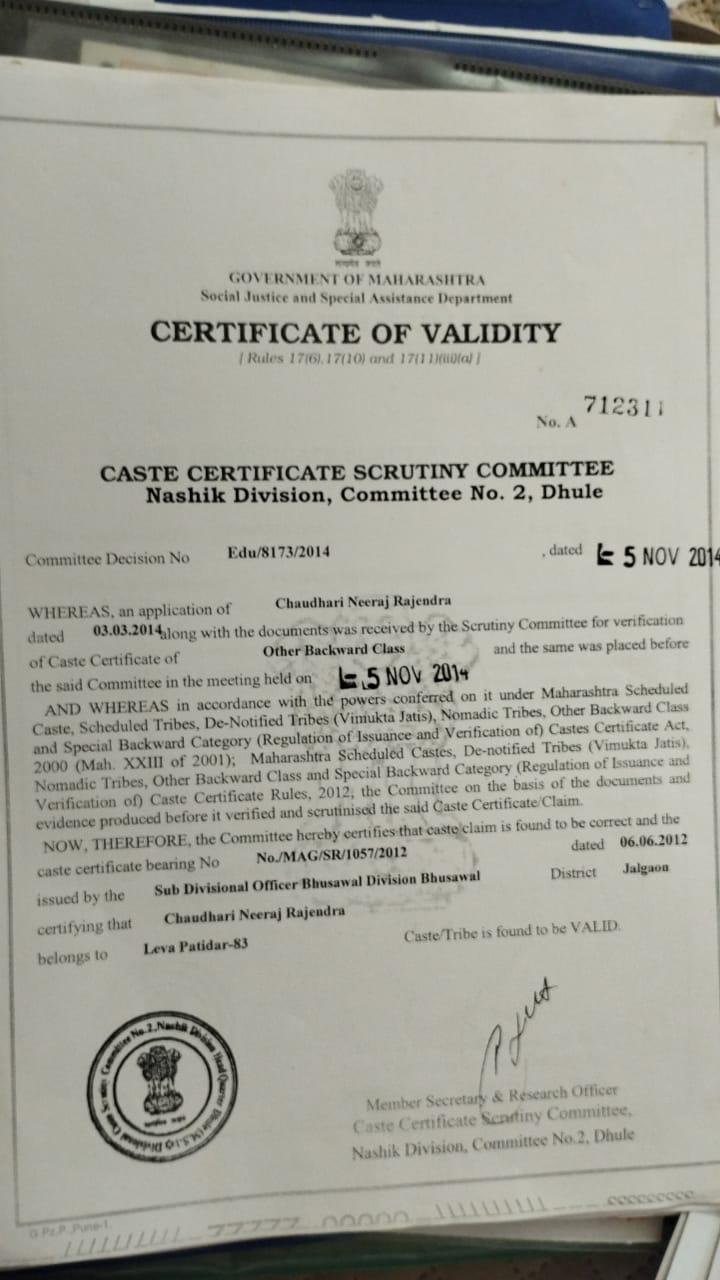 GOVERNMENT OF MAHARASHTRA
Social Justice and Special Assistance Department
CERTIFICATE OF VALIDITY
[ Rules 17(6), 17(10) and 17(11)(iii)(a) ]
No. A 712311
CASTE CERTIFICATE SCRUTINY COMMITTEE
Nashik Division, Committee No. 2, Dhule
Committee Decision No Edu/8173/2014 , dated 5 NOV 2014
WHEREAS, an application of Chaudhari Neeraj Rajendra
dated 03.03.2014 along with the documents was received by the Scrutiny Committee for verification
of Caste Certificate of Other Backward Class and the same was placed before
the said Committee in the meeting held on 5 NOV 2014
AND WHEREAS in accordance with the powers conferred on it under Maharashtra Scheduled
Caste, Scheduled Tribes, De-Notified Tribes (Vimukta Jatis), Nomadic Tribes, Other Backward Class
and Special Backward Category (Regulation of Issuance and Verification of) Castes Certificate Act,
2000 (Mah. XXIII of 2001); Maharashtra Scheduled Castes, De-notified Tribes (Vimukta Jatis),
Nomadic Tribes, Other Backward Class and Special Backward Category (Regulation of Issuance and
Verification of) Caste Certificate Rules, 2012, the Committee on the basis of the documents and
evidence produced before it verified and scrutinised the said Caste Certificate/Claim.
NOW, THEREFORE, the Committee hereby certifies that caste claim is found to be correct and the
caste certificate bearing No No./MAG/SR/1057/2012 dated 06.06.2012
issued by the Sub Divisional Officer Bhusawal Division Bhusawal District Jalgaon
certifying that Chaudhari Neeraj Rajendra
belongs to Leva Patidar-83 Caste/Tribe is found to be VALID.
Member Secretary & Research Officer
Caste Certificate Scrutiny Committee,
Nashik Division, Committee No.2, Dhule